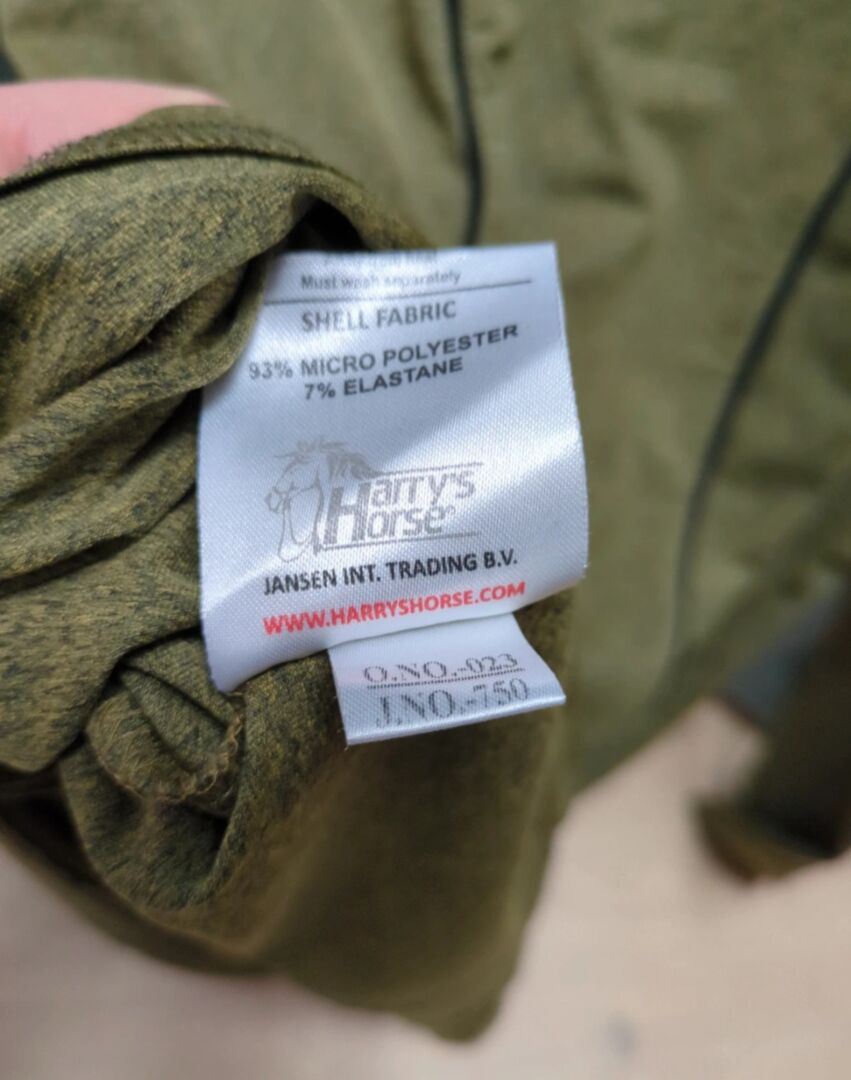 Must wash separately
SHELL FABRIC
93% MICRO POLYESTER
7% ELASTANE
Harry's
Horse®
JANSEN INT. TRADING B.V.
WWW.HARRYSHORSE.COM
O.NO.-023
J.NO.-750